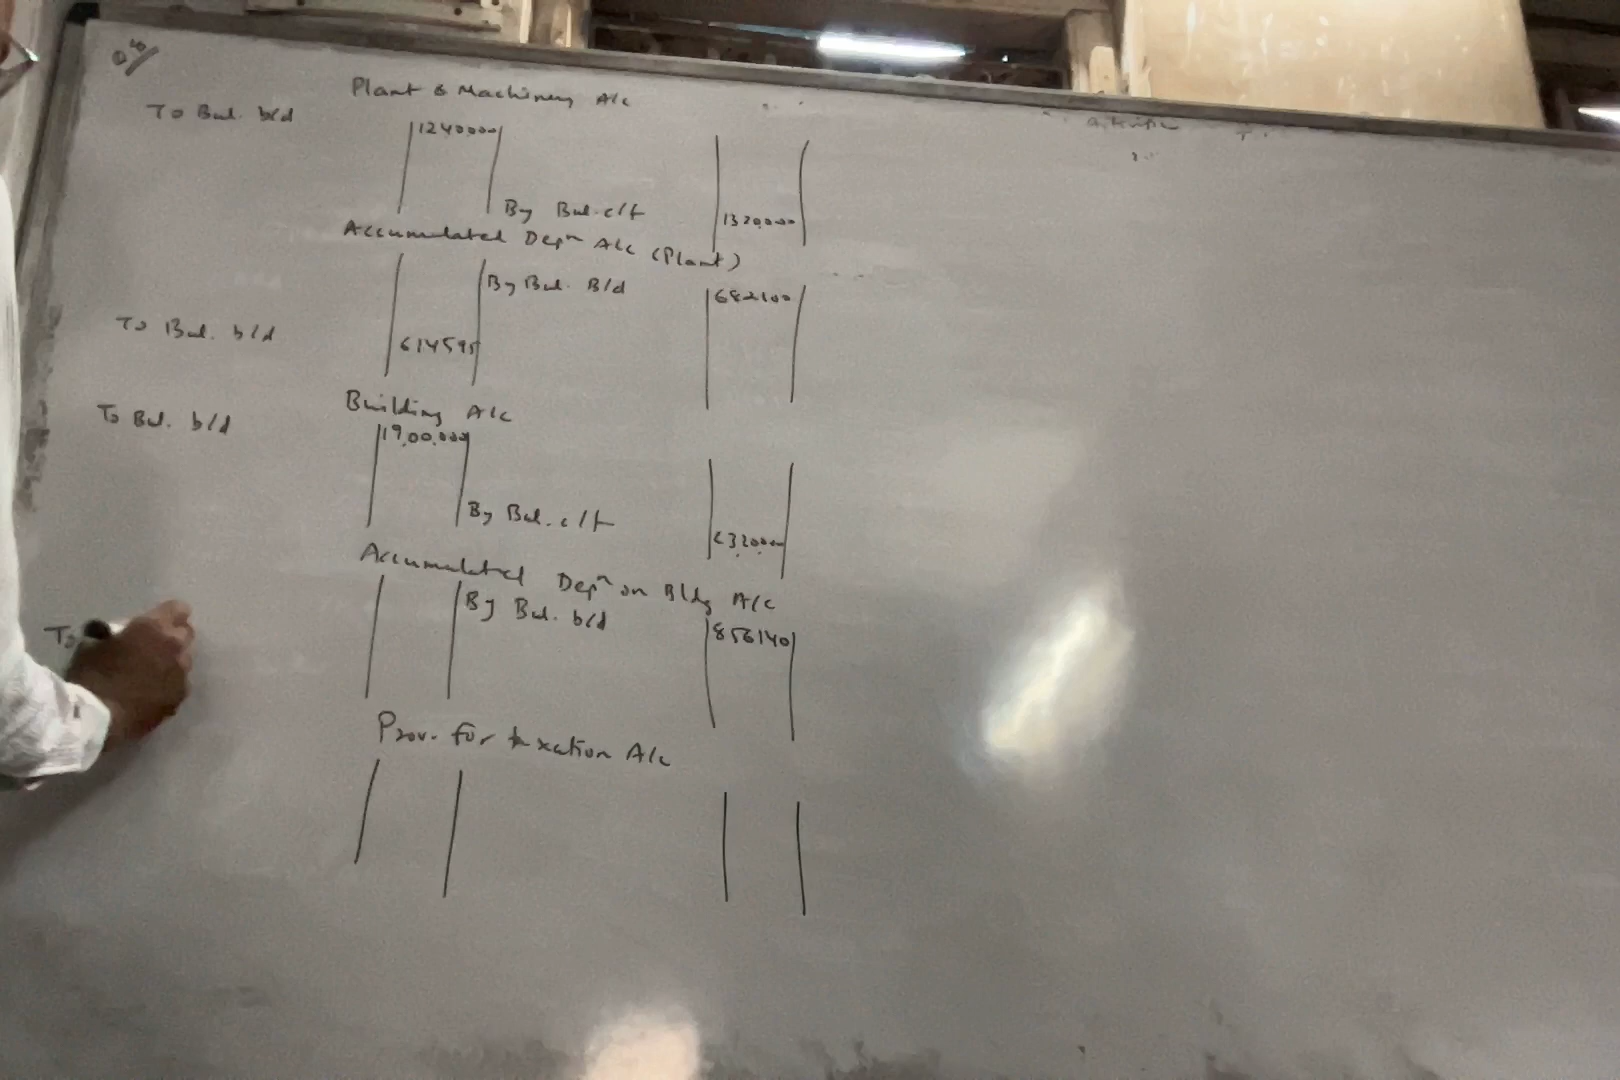 Plant & Machinery A/c
To Bal. b/d 1240000
By Bal. c/f 1320000
Accumulated Depn A/c (Plant)
By Bal. B/d 682100
To Bal. b/d 614595
Building A/c
To Bal. b/d 19,00,000
By Bal. c/f
Accumulated Depn on Bldg A/c
By Bal. b/d 856140
To
Prov. for taxation A/c